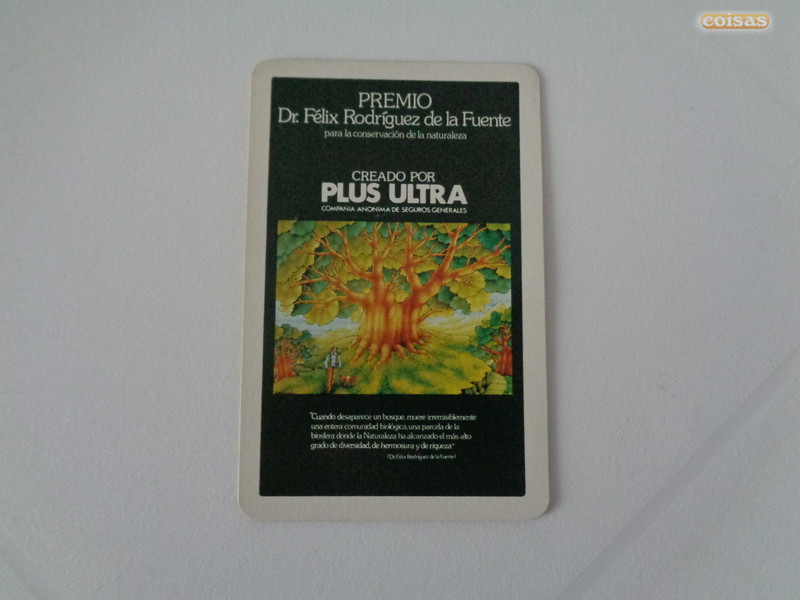 coisas
PREMIO
Dr. Félix Rodríguez de la Fuente
para la conservación de la naturaleza
CREADO POR
PLUS ULTRA
COMPAÑIA ANONIMA DE SEGUROS GENERALES
"Cuando desaparece un bosque, muere irremisiblemente
una entera comunidad biológica, una parcela de la
biosfera donde la Naturaleza ha alcanzado el más alto
grado de diversidad, de hermosura y de riqueza"
(Dr. Félix Rodríguez de la Fuente)